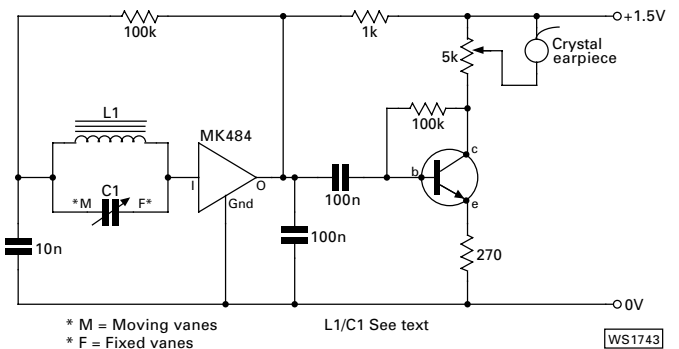 100k
1k
+1.5V
5k
Crystal
earpiece
L1
100k
MK484
c
b
C1
I
O
*M
F*
Gnd
100n
e
10n
100n
270
0V
* M = Moving vanes
L1/C1 See text
* F = Fixed vanes
WS1743